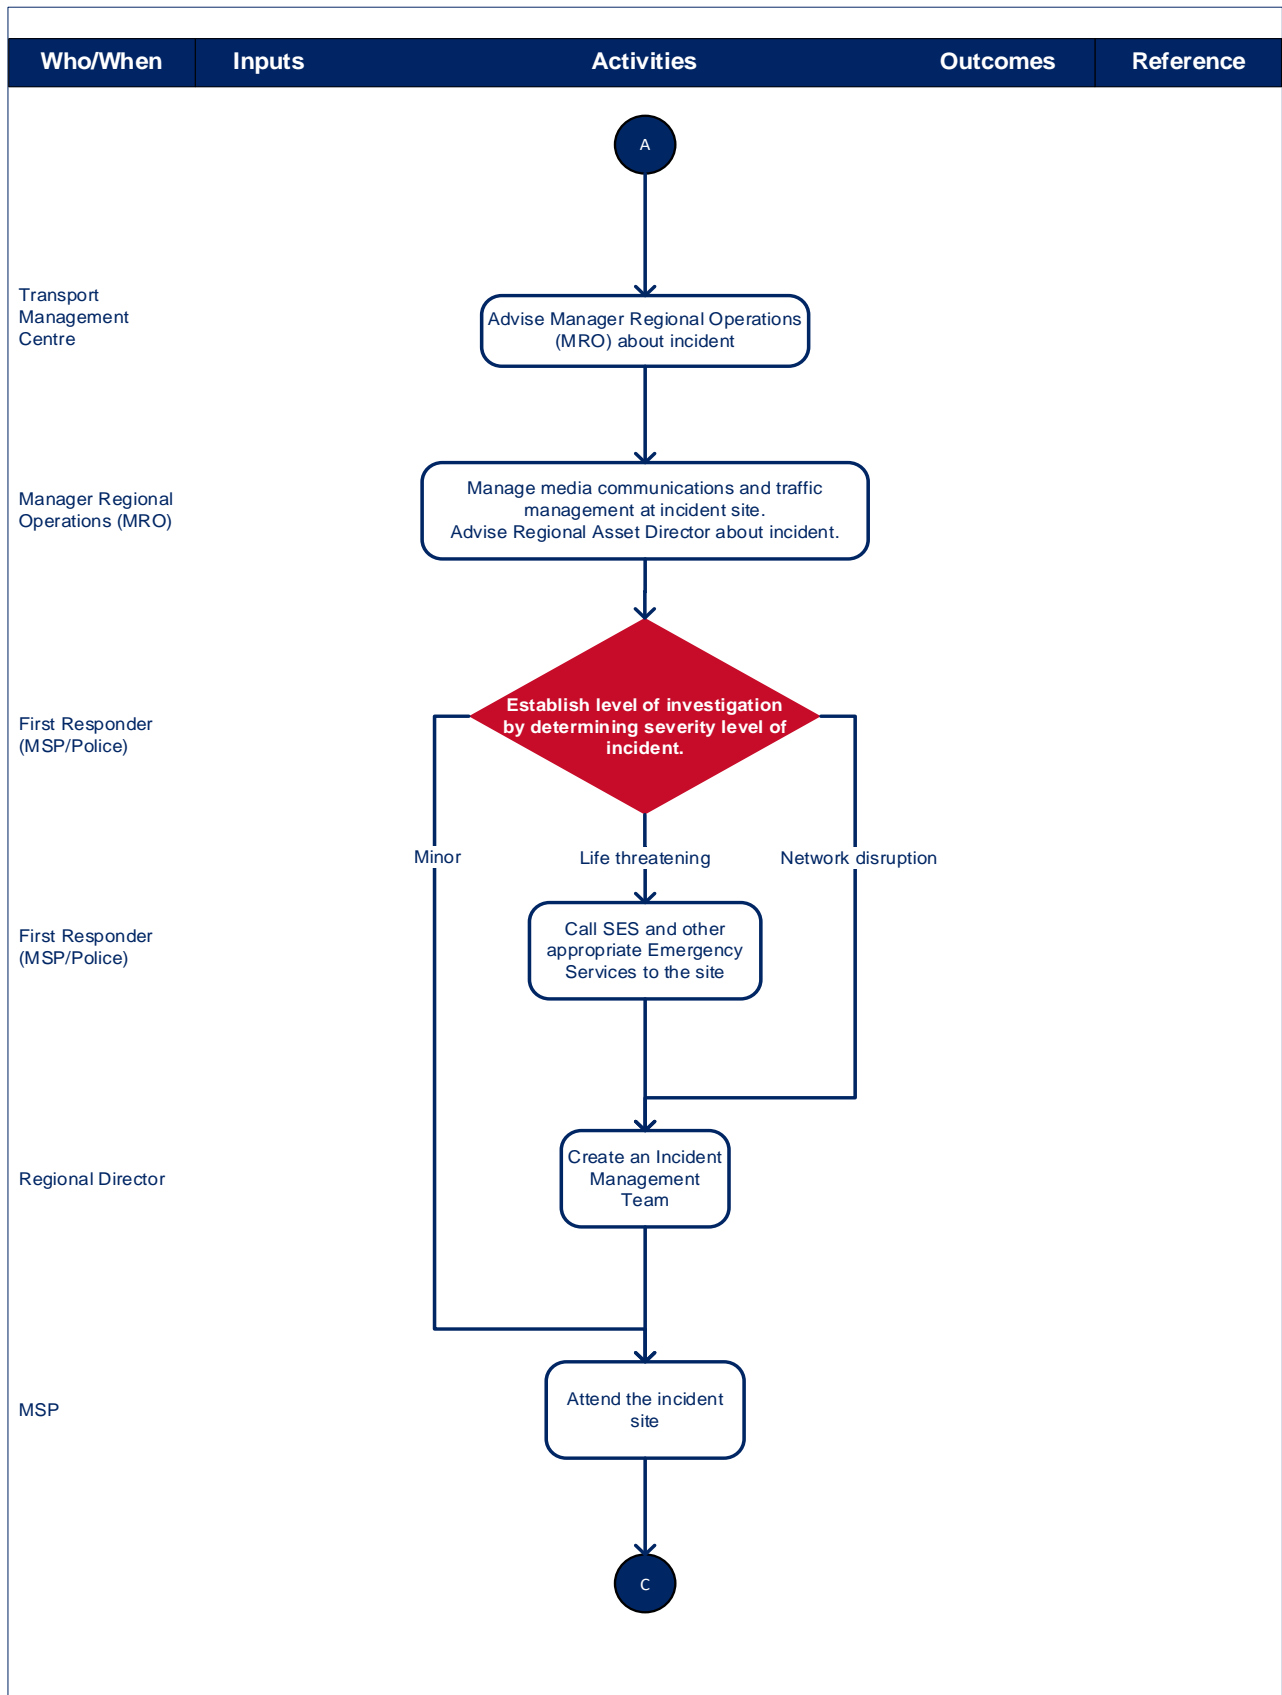 Who/When Inputs Activities Outcomes Reference
A
Transport
Management
Centre
Advise Manager Regional Operations
(MRO) about incident
Manager Regional
Operations (MRO)
Manage media communications and traffic
management at incident site.
Advise Regional Asset Director about incident.
First Responder
(MSP/Police)
Establish level of investigation
by determining severity level of
incident.
Minor
Life threatening
Network disruption
First Responder
(MSP/Police)
Call SES and other
appropriate Emergency
Services to the site
Regional Director
Create an Incident
Management
Team
MSP
Attend the incident
site
C